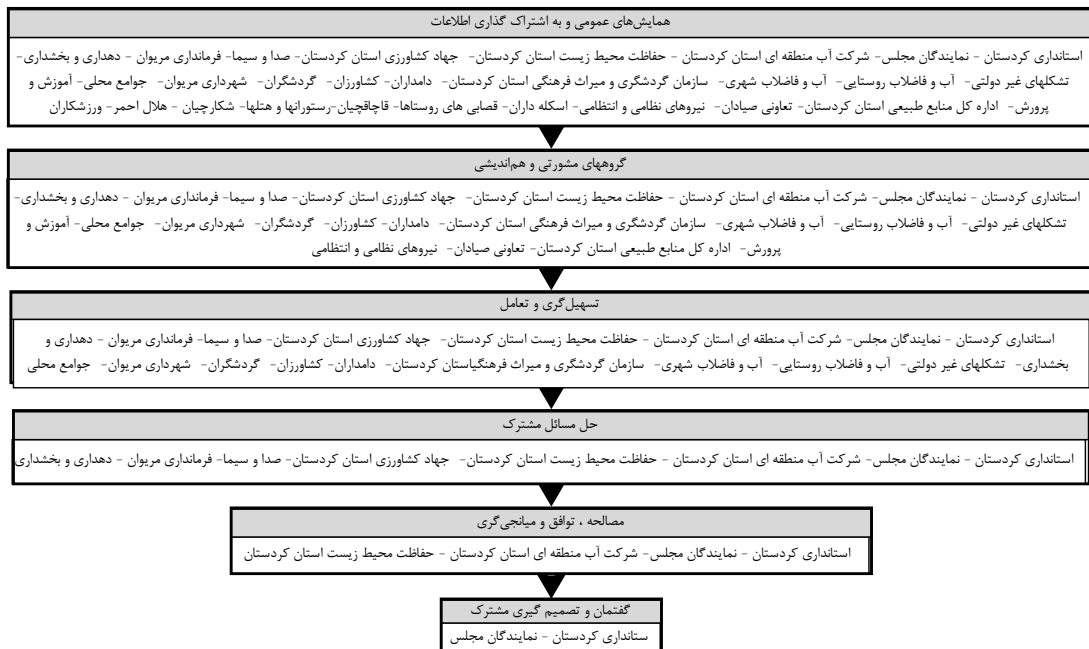 همایش‌های عمومی و به اشتراک گذاری اطلاعات
استانداری کردستان - نمایندگان مجلس- شرکت آب منطقه ای استان کردستان - حفاظت محیط زیست استان کردستان- جهاد کشاورزی استان کردستان- صدا و سیما- فرمانداری مریوان - دهداری و بخشداری-
تشکلهای غیر دولتی- آب و فاضلاب روستایی- آب و فاضلاب شهری- سازمان گردشگری و میراث فرهنگی استان کردستان- دامداران- کشاورزان- گردشگران- شهرداری مریوان- جوامع محلی- آموزش و
پرورش- اداره کل منابع طبیعی استان کردستان- تعاونی صیادان- نیروهای نظامی و انتظامی- اسکله داران- قصابی های روستاها- قاچاقچیان-رستورانها و هتلها- شکارچیان - هلال احمر- ورزشکاران
گروههای مشورتی و هم‌اندیشی
استانداری کردستان - نمایندگان مجلس- شرکت آب منطقه ای استان کردستان - حفاظت محیط زیست استان کردستان- جهاد کشاورزی استان کردستان- صدا و سیما- فرمانداری مریوان - دهداری و بخشداری-
تشکلهای غیر دولتی- آب و فاضلاب روستایی- آب و فاضلاب شهری- سازمان گردشگری و میراث فرهنگی استان کردستان- دامداران- کشاورزان- گردشگران- شهرداری مریوان- جوامع محلی- آموزش و
پرورش- اداره کل منابع طبیعی استان کردستان- تعاونی صیادان- نیروهای نظامی و انتظامی
تسهیل‌گری و تعامل
استانداری کردستان - نمایندگان مجلس- شرکت آب منطقه ای استان کردستان - حفاظت محیط زیست استان کردستان- جهاد کشاورزی استان کردستان- صدا و سیما- فرمانداری مریوان - دهداری و
بخشداری- تشکلهای غیر دولتی- آب و فاضلاب روستایی- آب و فاضلاب شهری- سازمان گردشگری و میراث فرهنگیاستان کردستان- دامداران- کشاورزان- گردشگران- شهرداری مریوان- جوامع محلی
حل مسائل مشترک
استانداری کردستان - نمایندگان مجلس- شرکت آب منطقه ای استان کردستان - حفاظت محیط زیست استان کردستان- جهاد کشاورزی استان کردستان- صدا و سیما- فرمانداری مریوان - دهداری و بخشداری
مصالحه ، توافق و میانجی‌گری
استانداری کردستان - نمایندگان مجلس- شرکت آب منطقه ای استان کردستان - حفاظت محیط زیست استان کردستان
گفتمان و تصمیم گیری مشترک
ستانداری کردستان - نمایندگان مجلس